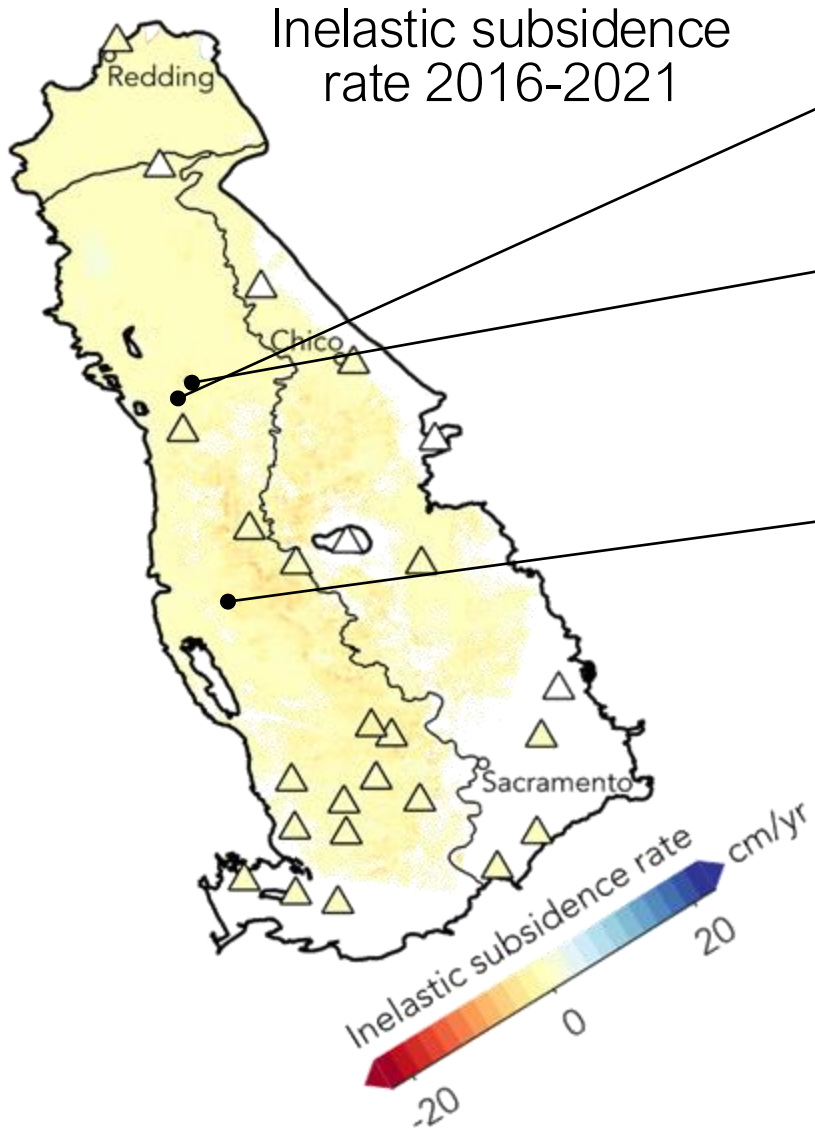 Inelastic subsidence
rate 2016-2021
Redding
Chico
Sacramento
Inelastic subsidence rate
cm/yr
20
0
-20